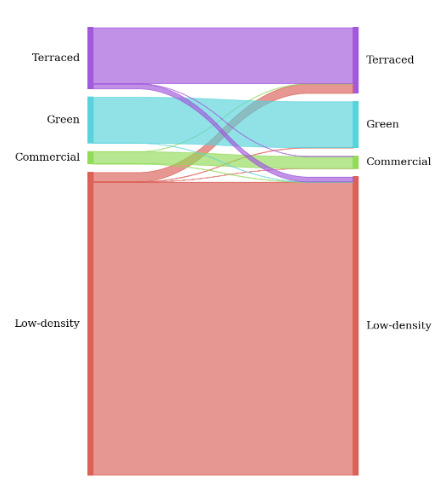 Terraced
Terraced
Green
Green
Commercial
Commercial
Low-density
Low-density